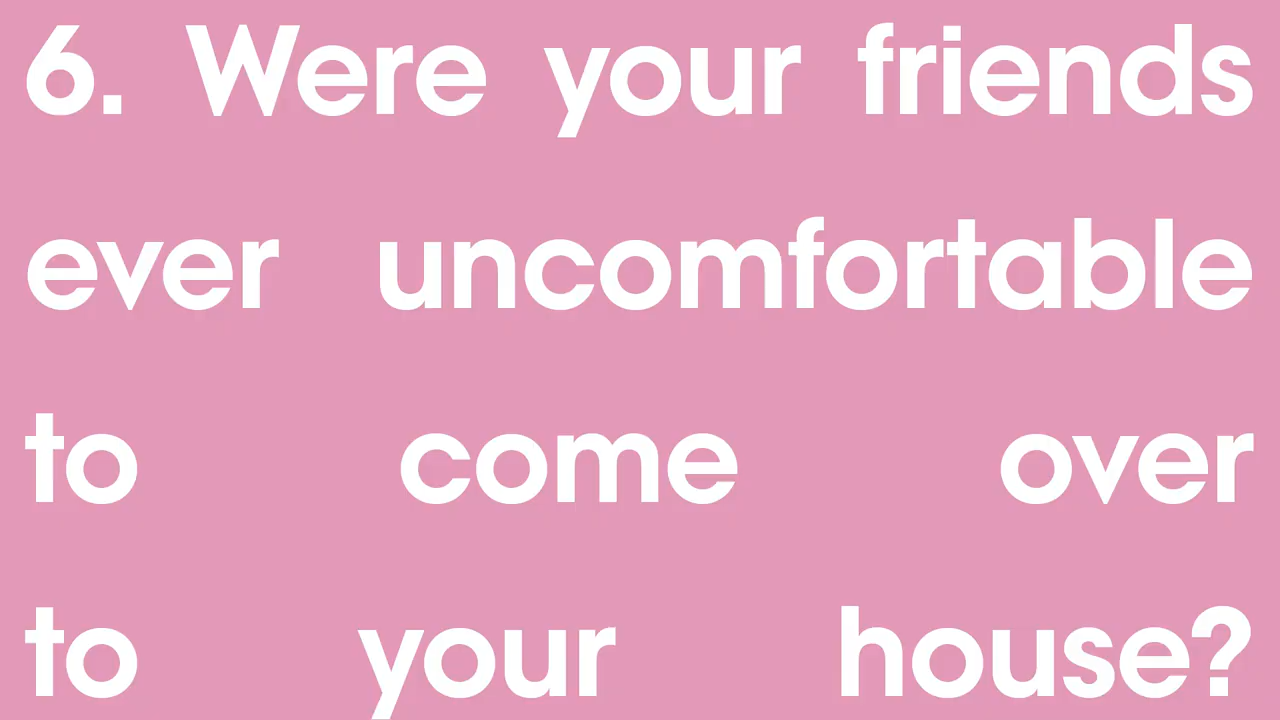 6. Were your friends
ever uncomfortable
to come over
to your house?